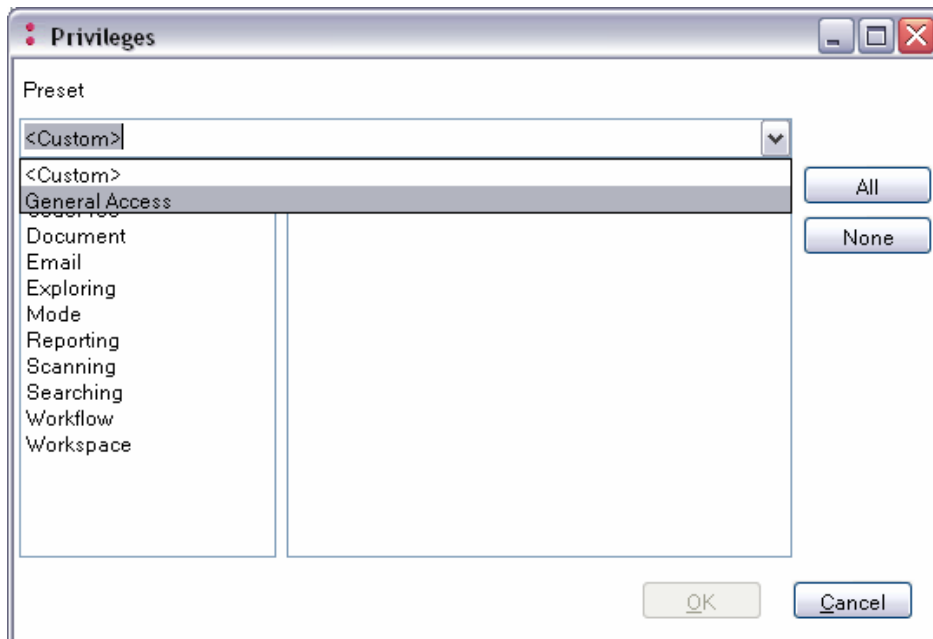 Privileges
Preset
<Custom>
<Custom>
General Access
All
Document
None
Email
Exploring
Mode
Reporting
Scanning
Searching
Workflow
Workspace
OK
Cancel